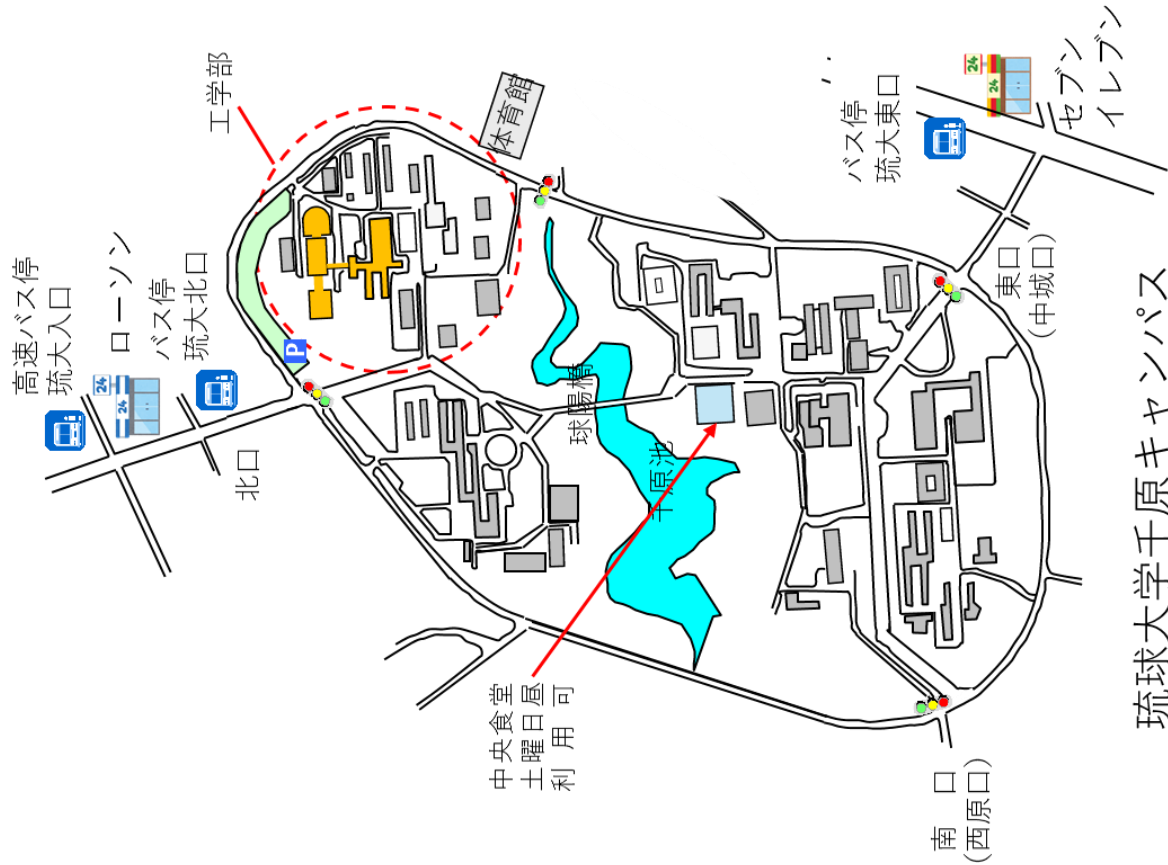 琉球大学千原キャンパス
高速バス停
琉大入口
ローソン
24
24
バス停
琉大北口
北口
P
工学部
体育館
球陽橋
千原池
中央食堂
土曜日昼
利用可
バス停
琉大東口
24
24
セブン
イレブン
東口
(中城口)
南口
(西原口)